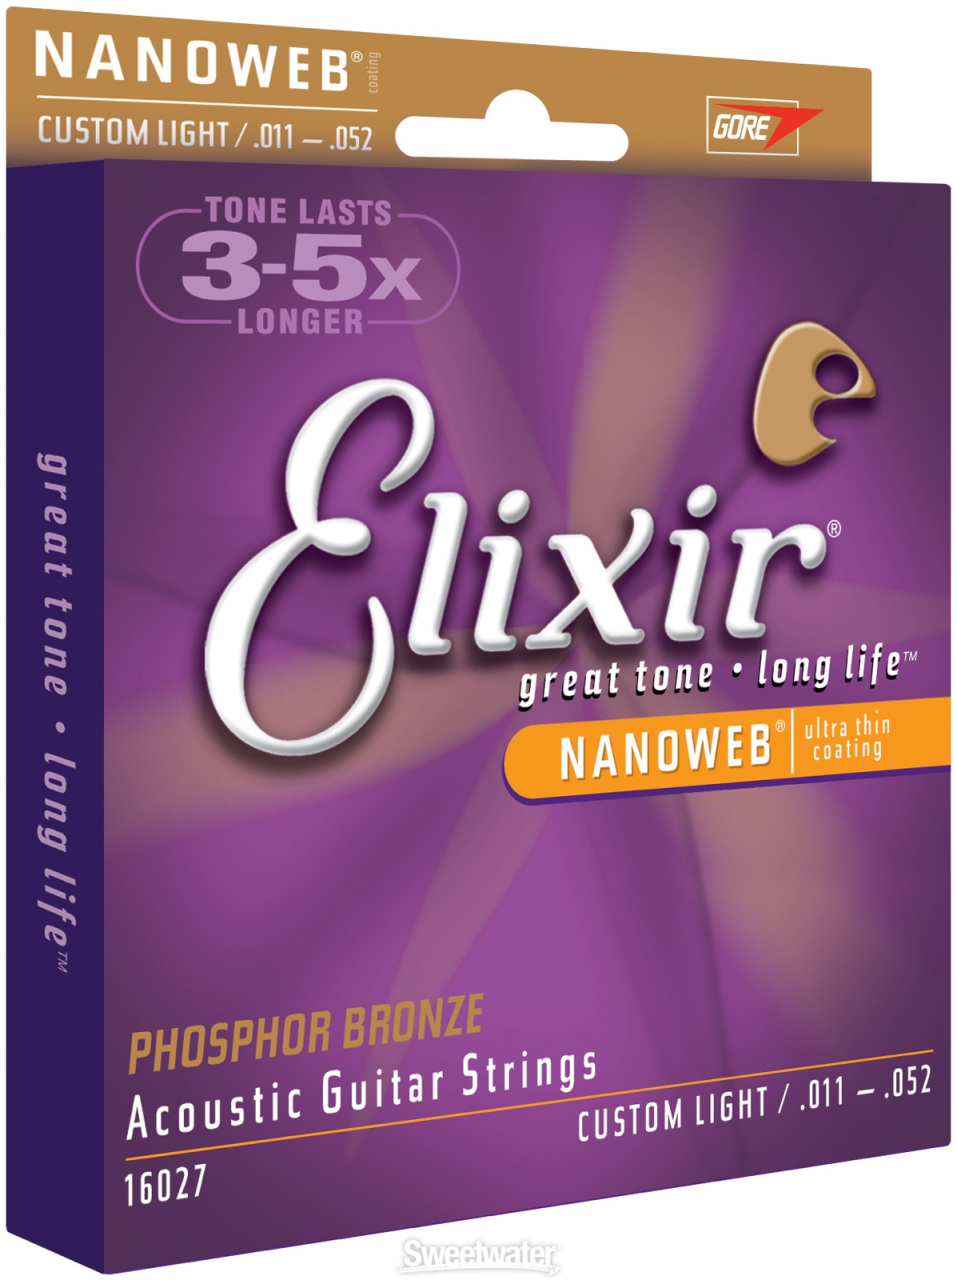 NANOWEB® coating
CUSTOM LIGHT / .011 — .052
GORE
TONE LASTS
3-5x
LONGER
Elixir®
great tone • long life™
NANOWEB® ultra thin
coating
great tone • long life™
PHOSPHOR BRONZE
Acoustic Guitar Strings
CUSTOM LIGHT / .011 — .052
16027
Sweetwater